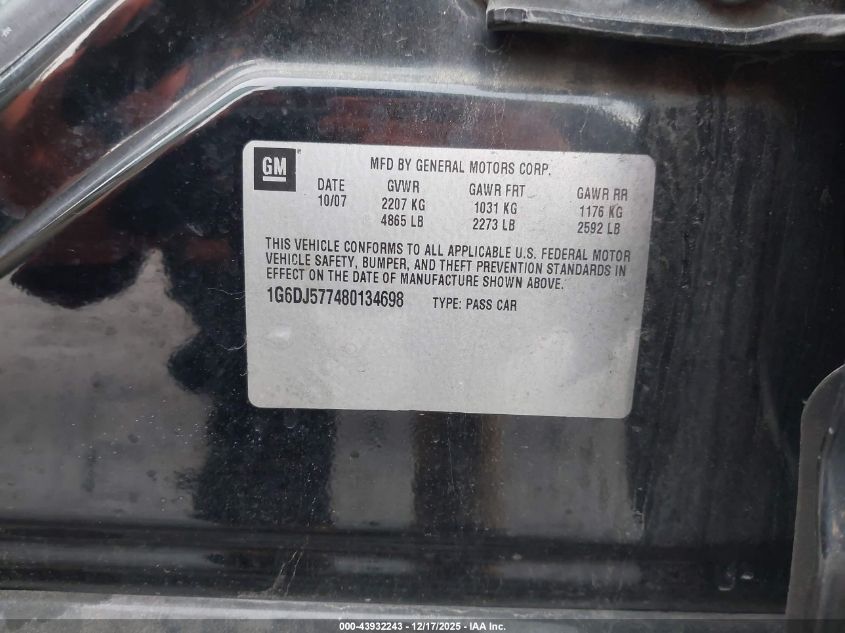 GM
MFD BY GENERAL MOTORS CORP.
DATE GVWR GAWR FRT GAWR RR
10/07 2207 KG 1031 KG 1176 KG
4865 LB 2273 LB 2592 LB
THIS VEHICLE CONFORMS TO ALL APPLICABLE U.S. FEDERAL MOTOR
VEHICLE SAFETY, BUMPER, AND THEFT PREVENTION STANDARDS IN
EFFECT ON THE DATE OF MANUFACTURE SHOWN ABOVE.
1G6DJ577480134698 TYPE: PASS CAR
000-43932243 - 12/17/2025 - IAA Inc.